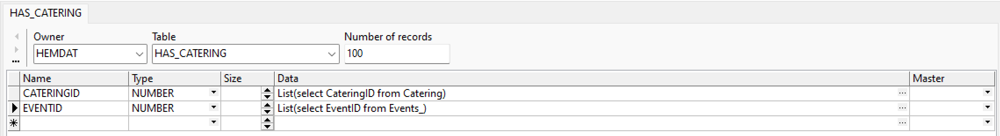 HAS_CATERING
Owner Table Number of records
HEMDAT HAS_CATERING 100
Name Type Size Data Master
CATERINGID NUMBER List(select CateringID from Catering) ...
EVENTID NUMBER List(select EventID from Events_) ...
...